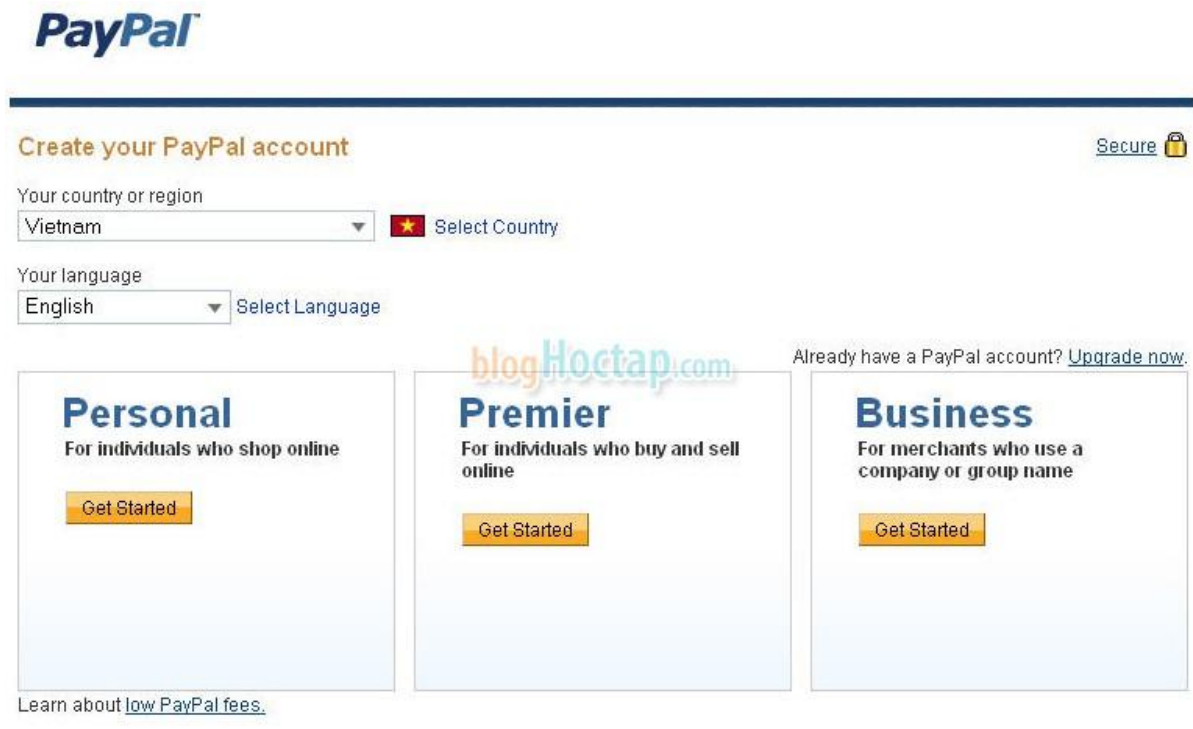 PayPal™
Create your PayPal account
Secure
Your country or region
Vietnam
Select Country
Your language
English
Select Language
blogHoctap.com
Already have a PayPal account? Upgrade now.
Personal
For individuals who shop online
Get Started
Premier
For individuals who buy and sell
online
Get Started
Business
For merchants who use a
company or group name
Get Started
Learn about low PayPal fees.